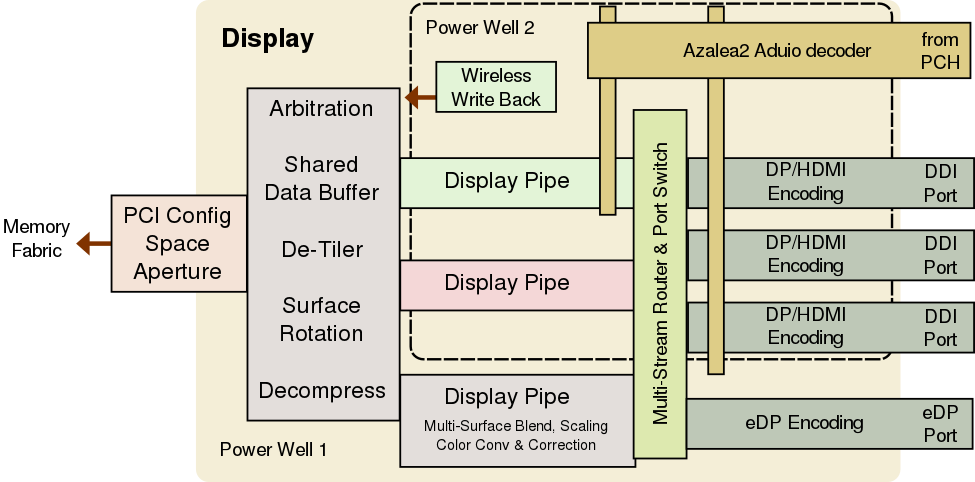 Display
Power Well 2
Azalea2 Aduio decoder
from
PCH
Wireless
Write Back
Arbitration
Shared
Data Buffer
De-Tiler
Surface
Rotation
Decompress
Memory
Fabric
PCI Config
Space
Aperture
Display Pipe
Display Pipe
Display Pipe
Multi-Surface Blend, Scaling
Color Conv & Correction
Multi-Stream Router & Port Switch
DP/HDMI
Encoding
DDI
Port
DP/HDMI
Encoding
DDI
Port
DP/HDMI
Encoding
DDI
Port
eDP Encoding
eDP
Port
Power Well 1